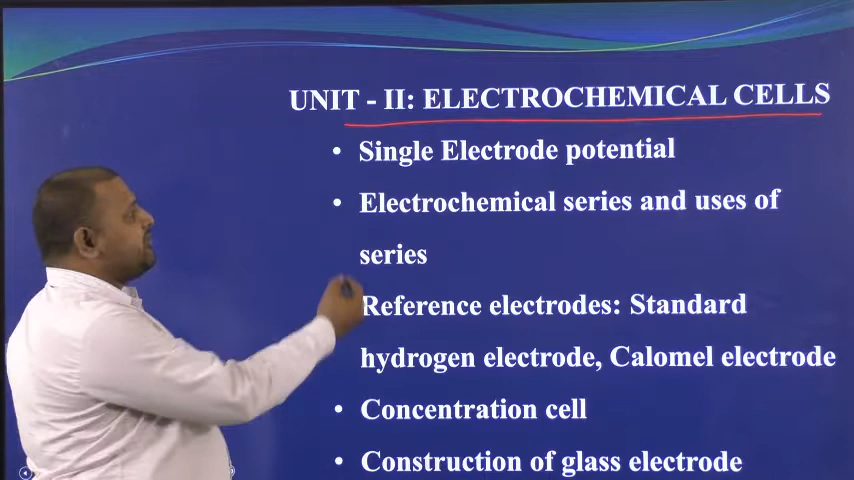 UNIT - II: ELECTROCHEMICAL CELLS
• Single Electrode potential
• Electrochemical series and uses of
series
Reference electrodes: Standard
hydrogen electrode, Calomel electrode
• Concentration cell
• Construction of glass electrode